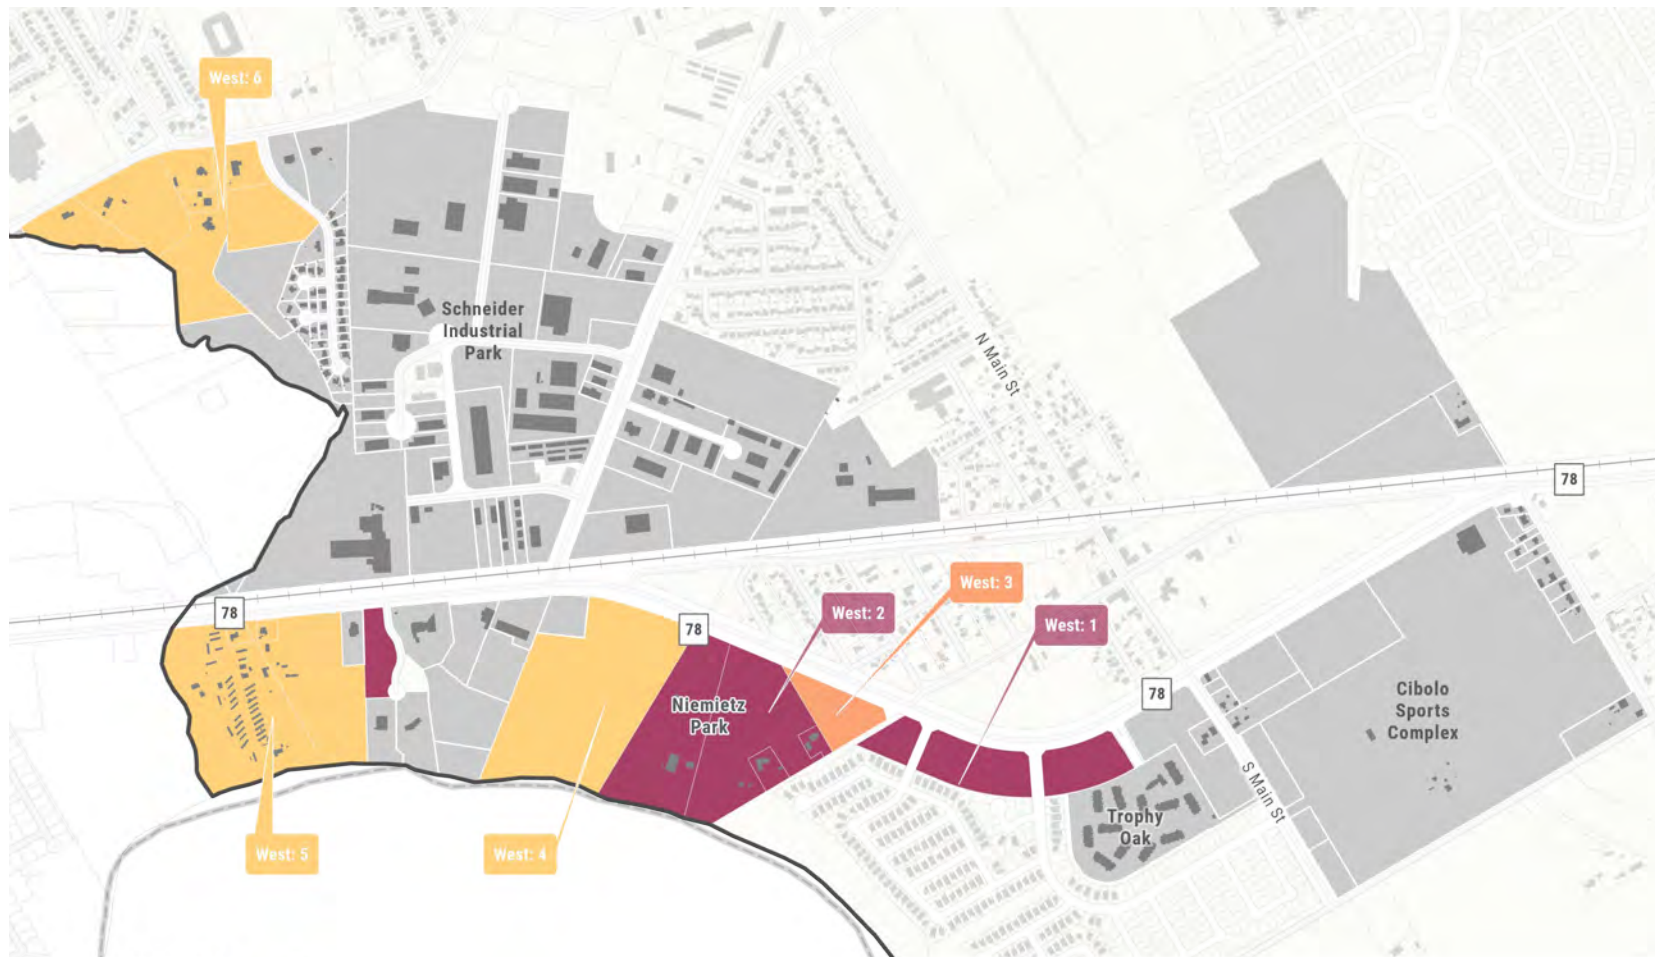 West: 6
Schneider
Industrial
Park
N Main St
78
78
West: 3
West: 2
West: 1
78
78
Niemietz
Park
Cibolo
Sports
Complex
S Main St
Trophy
Oak
West: 5
West: 4